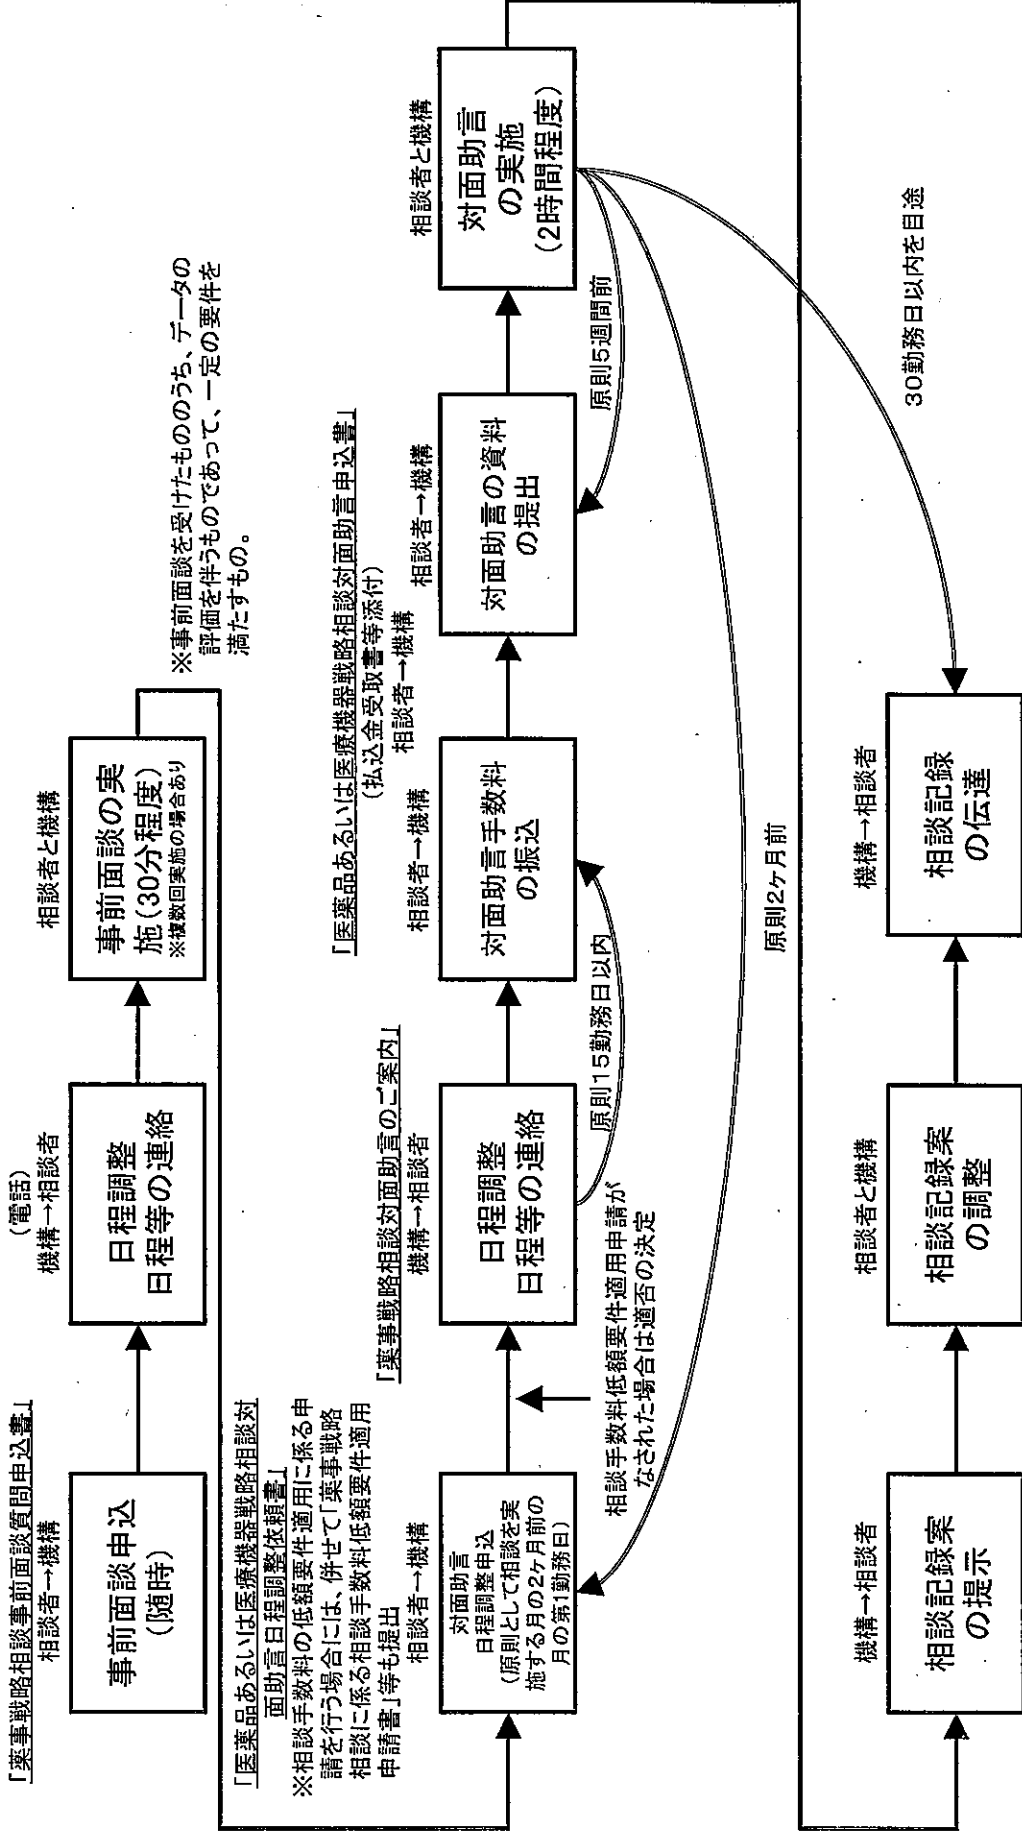 「薬事戦略相談事前面談質問申込書」
相談者→機構
事前面談申込
(随時)
(電話)
機構→相談者
日程調整
日程等の連絡
相談者と機構
事前面談の実
施(30分程度)
※複数回実施の場合あり
※事前面談を受けたもののうち、データの
評価を伴うものであって、一定の要件を
満たすもの。
「医薬品あるいは医療機器戦略相談対
面助言日程調整依頼書」
※相談手数料の低額要件適用に係る申
請を行う場合には、併せて「薬事戦略
相談に係る相談手数料低額要件適用
申請書」等も提出
相談者→機構
対面助言
日程調整申込
(原則として相談を実
施する月の2ヶ月前の
月の第1勤務日)
相談手数料低額要件適用申請が
なされた場合は適否の決定
「薬事戦略相談対面助言のご案内」
機構→相談者
日程調整
日程等の連絡
原則15勤務日以内
相談者→機構
対面助言手数料
の振込
「医薬品あるいは医療機器戦略相談対面助言申込書」
(払込金受取書等添付)
相談者→機構
相談者→機構
対面助言の資料
の提出
原則5週間前
相談者と機構
対面助言
の実施
(2時間程度)
原則2ヶ月前
30勤務日以内を目途
機構→相談者
相談記録案
の提示
相談者と機構
相談記録案
の調整
機構→相談者
相談記録
の伝達